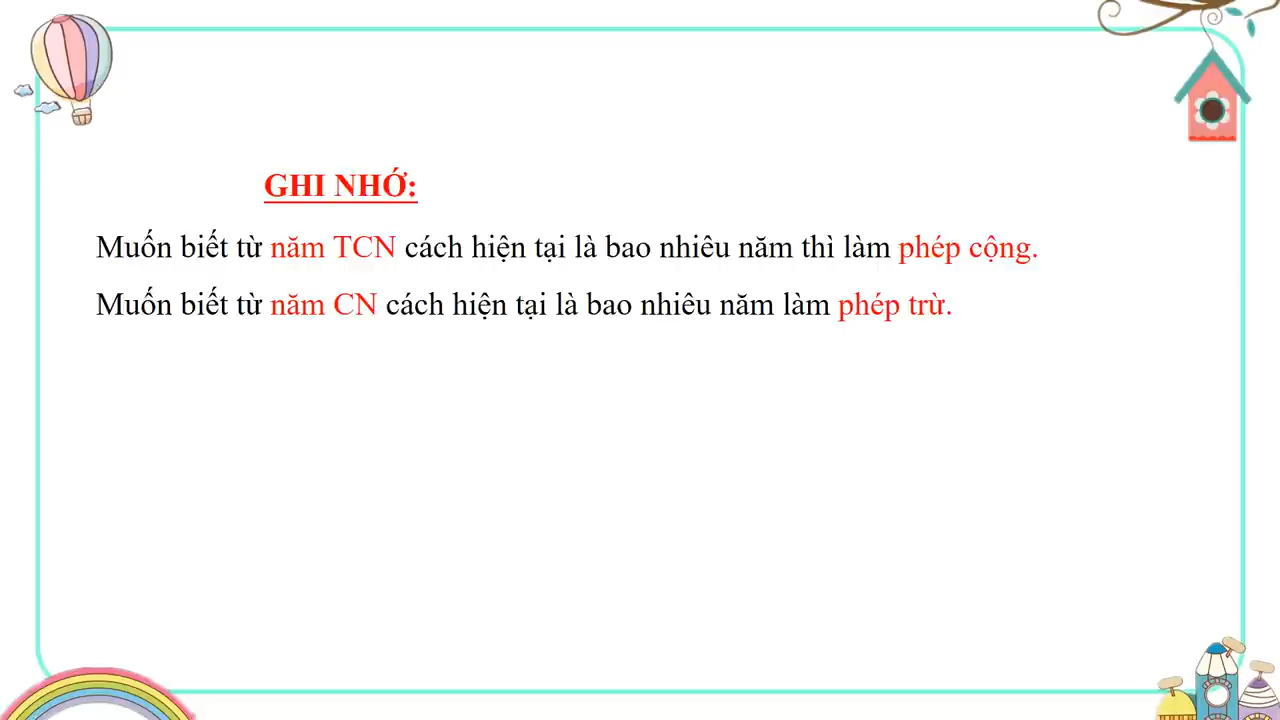 GHI NHỚ:
Muốn biết từ năm TCN cách hiện tại là bao nhiêu năm thì làm phép cộng.
Muốn biết từ năm CN cách hiện tại là bao nhiêu năm làm phép trừ.